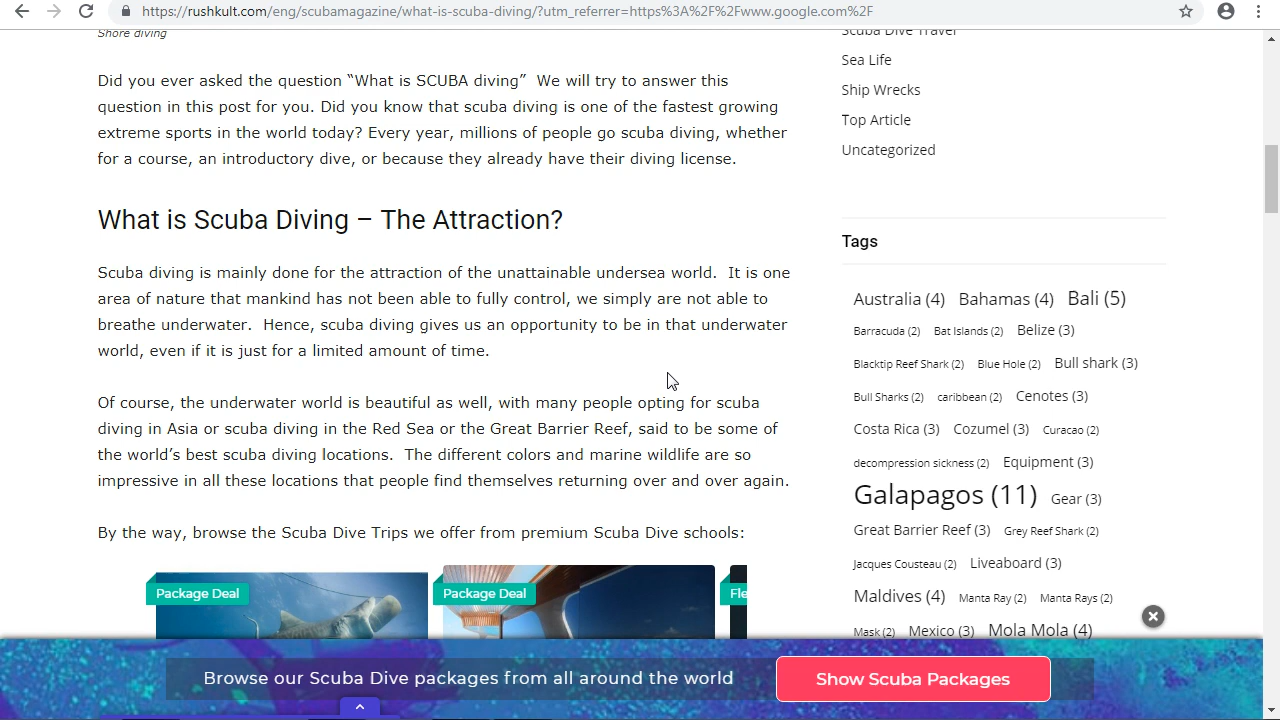 https://rushkult.com/eng/scubamagazine/what-is-scuba-diving/?utm_referrer=https%3A%2F%2Fwww.google.com%2F
Shore diving
Did you ever asked the question “What is SCUBA diving”  We will try to answer this
question in this post for you. Did you know that scuba diving is one of the fastest growing
extreme sports in the world today? Every year, millions of people go scuba diving, whether
for a course, an introductory dive, or because they already have their diving license.
What is Scuba Diving – The Attraction?
Scuba diving is mainly done for the attraction of the unattainable undersea world.  It is one
area of nature that mankind has not been able to fully control, we simply are not able to
breathe underwater.  Hence, scuba diving gives us an opportunity to be in that underwater
world, even if it is just for a limited amount of time.
Of course, the underwater world is beautiful as well, with many people opting for scuba
diving in Asia or scuba diving in the Red Sea or the Great Barrier Reef, said to be some of
the world’s best scuba diving locations.  The different colors and marine wildlife are so
impressive in all these locations that people find themselves returning over and over again.
By the way, browse the Scuba Dive Trips we offer from premium Scuba Dive schools:
Package Deal
Package Deal
Fle
Scuba Dive Travel
Sea Life
Ship Wrecks
Top Article
Uncategorized
Tags
Australia (4) Bahamas (4) Bali (5)
Barracuda (2) Bat Islands (2) Belize (3)
Blacktip Reef Shark (2) Blue Hole (2) Bull shark (3)
Bull Sharks (2) caribbean (2) Cenotes (3)
Costa Rica (3) Cozumel (3) Curacao (2)
decompression sickness (2) Equipment (3)
Galapagos (11) Gear (3)
Great Barrier Reef (3) Grey Reef Shark (2)
Jacques Cousteau (2) Liveaboard (3)
Maldives (4) Manta Ray (2) Manta Rays (2)
Mask (2) Mexico (3) Mola Mola (4)
Browse our Scuba Dive packages from all around the world
Show Scuba Packages